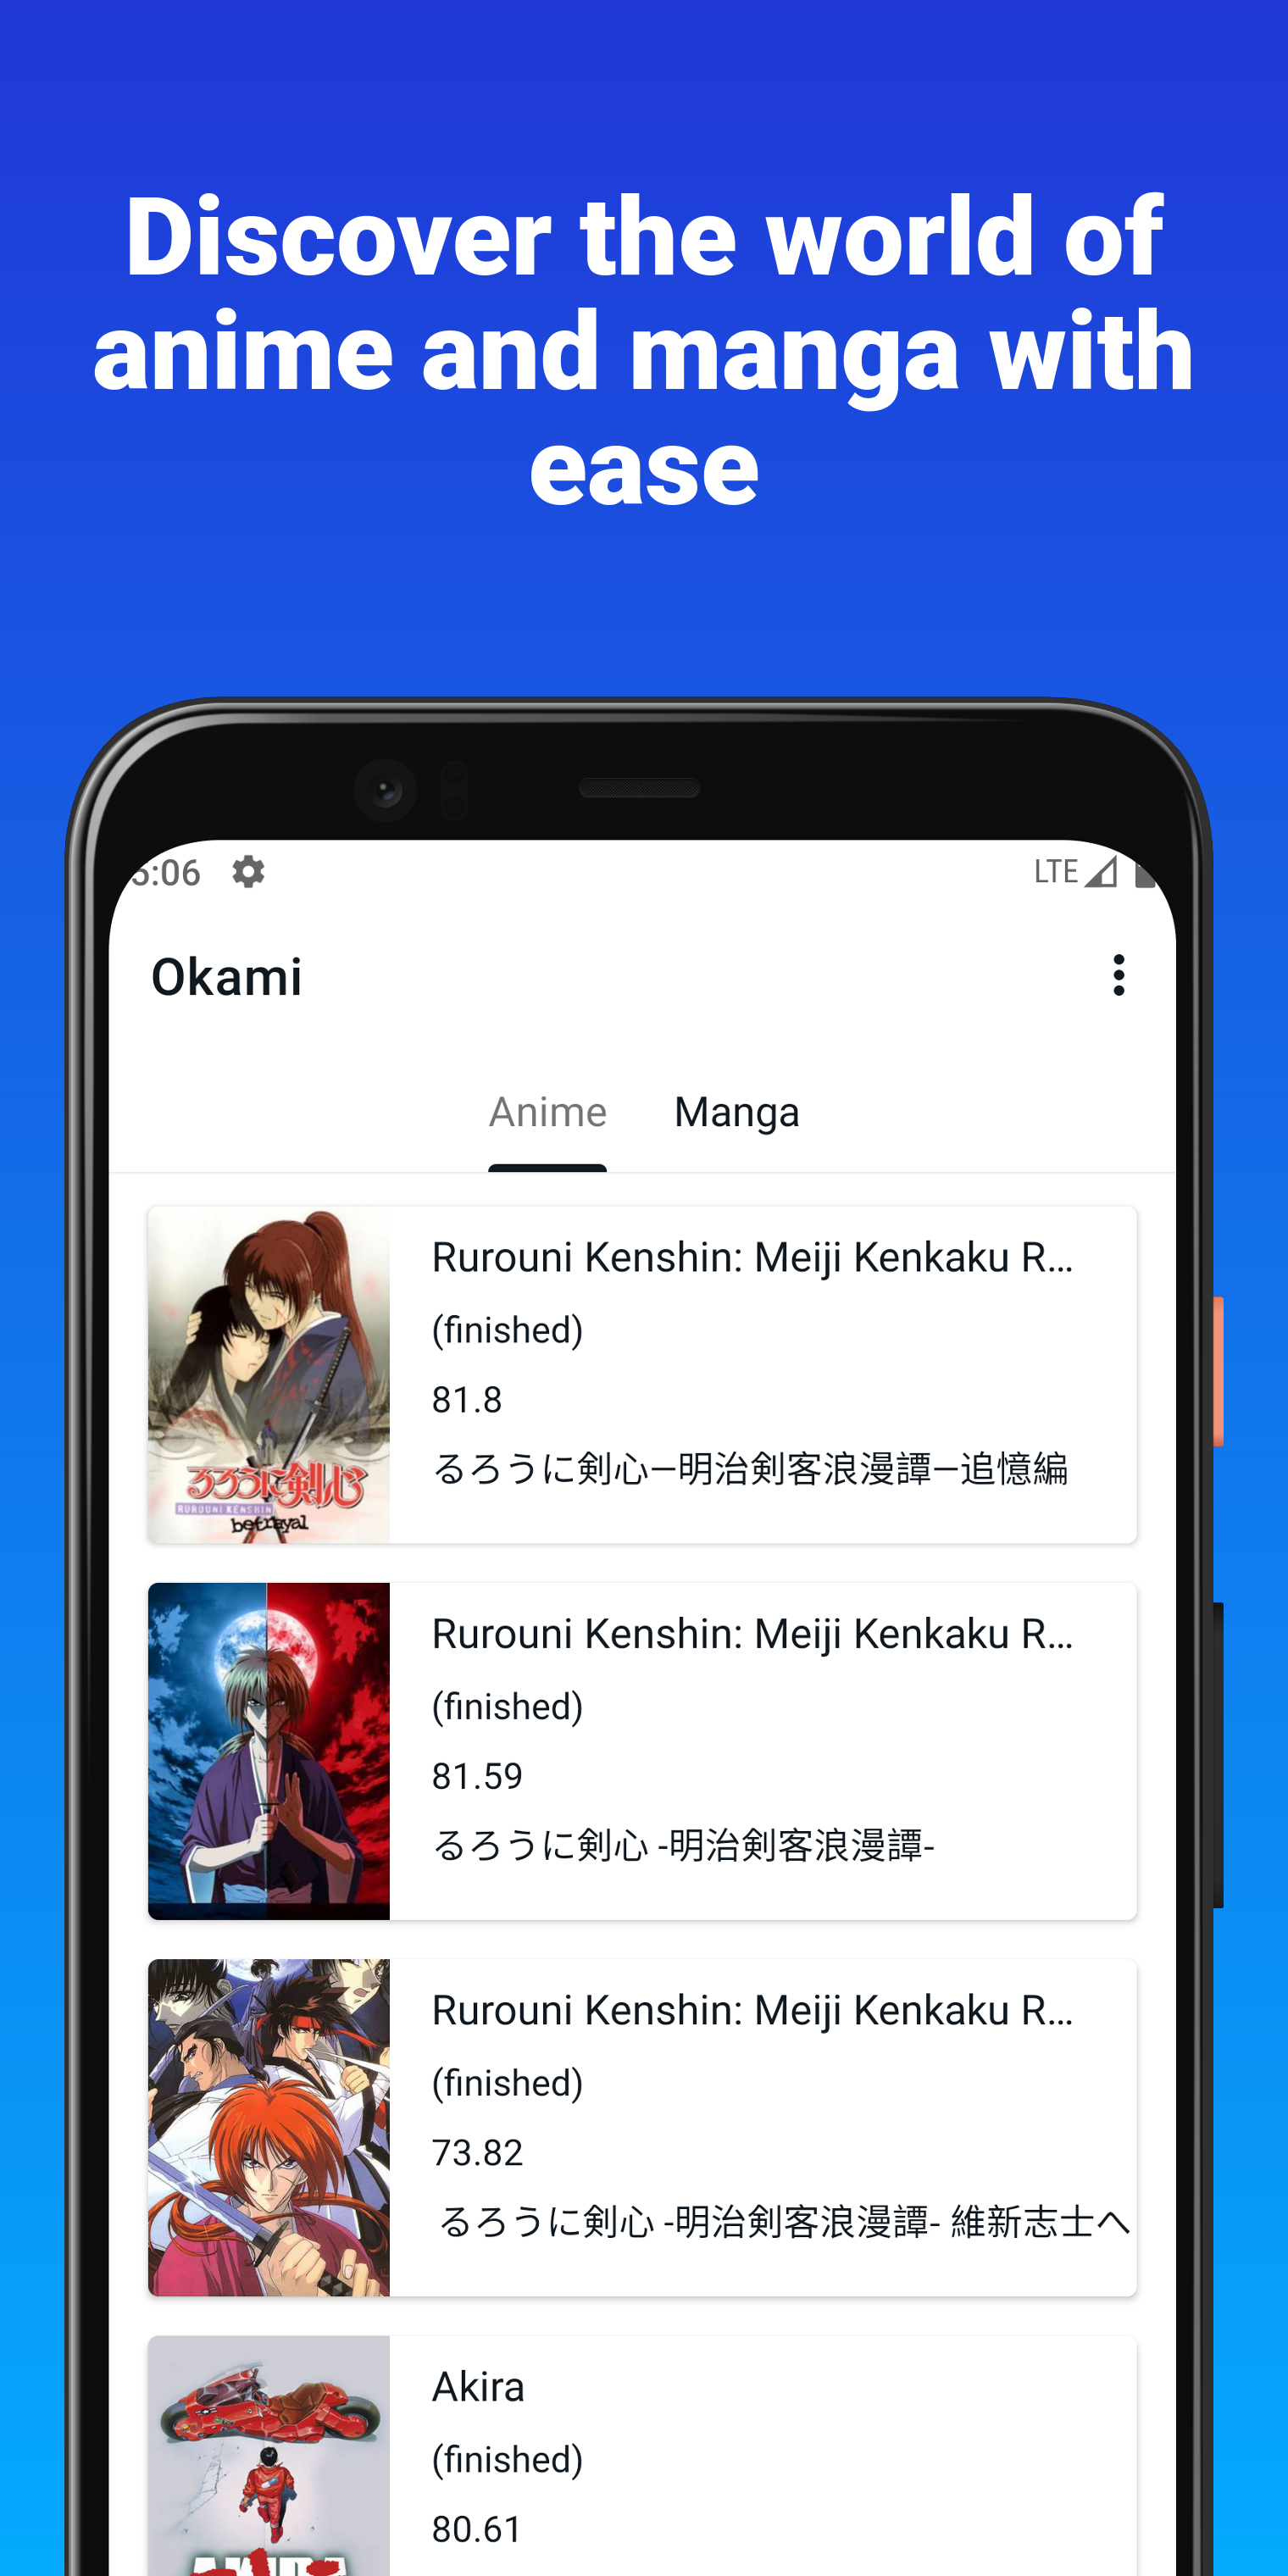 Discover the world of
anime and manga with
ease
5:06
LTE
Okami
Anime
Manga
Rurouni Kenshin: Meiji Kenkaku R...
(finished)
81.8
るろうに剣心—明治剣客浪漫譚—追憶編
るろうに剣心
RUROUNI KENSHIN
betrayal
Rurouni Kenshin: Meiji Kenkaku R...
(finished)
81.59
るろうに剣心 -明治剣客浪漫譚-
Rurouni Kenshin: Meiji Kenkaku R...
(finished)
73.82
るろうに剣心 -明治剣客浪漫譚- 維新志士へ
Akira
(finished)
80.61
AKIRA